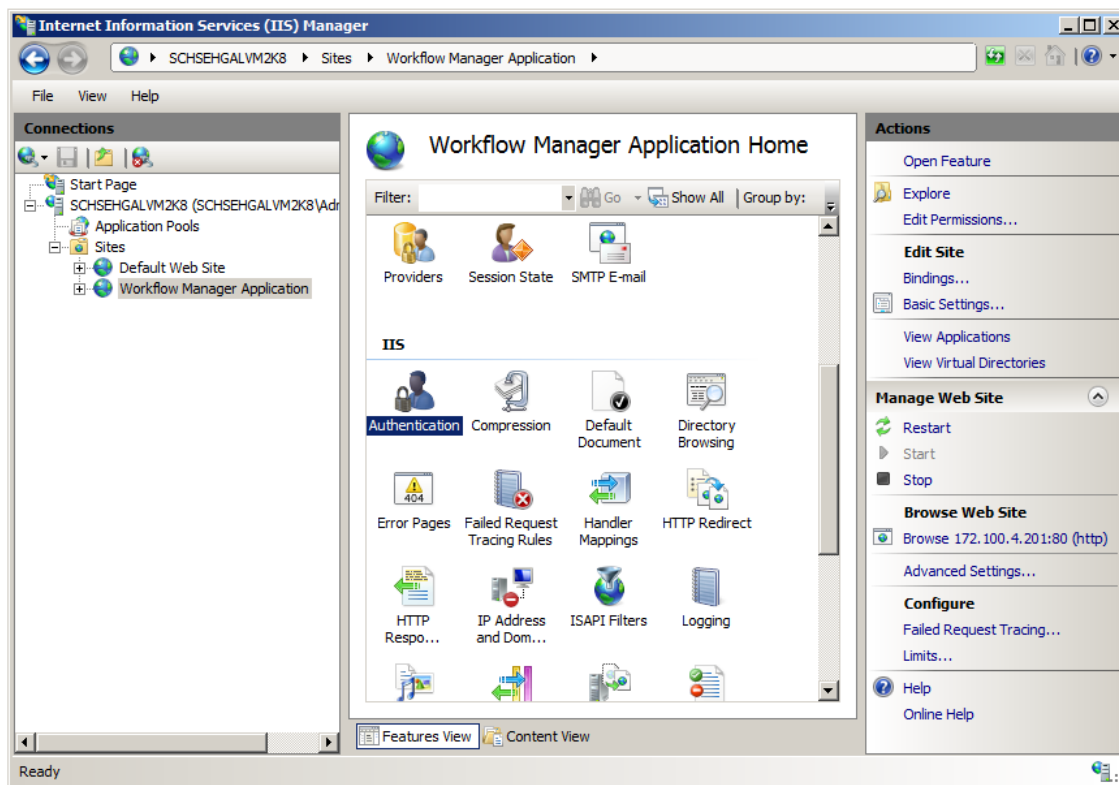 Internet Information Services (IIS) Manager
SCHSEHGALVM2K8 Sites Workflow Manager Application
File View Help
Connections
Start Page
SCHSEHGALVM2K8 (SCHSEHGALVM2K8\Adr
Application Pools
Sites
Default Web Site
Workflow Manager Application
Workflow Manager Application Home
Filter: Go Show All Group by:
Providers Session State SMTP E-mail
IIS
Authentication Compression Default Document Directory Browsing
Error Pages Failed Request Tracing Rules Handler Mappings HTTP Redirect
404
HTTP Respo... IP Address and Dom... ISAPI Filters Logging
Features View Content View
Actions
Open Feature
Explore
Edit Permissions...
Edit Site
Bindings...
Basic Settings...
View Applications
View Virtual Directories
Manage Web Site
Restart
Start
Stop
Browse Web Site
Browse 172.100.4.201:80 (http)
Advanced Settings...
Configure
Failed Request Tracing...
Limits...
Help
Online Help
Ready